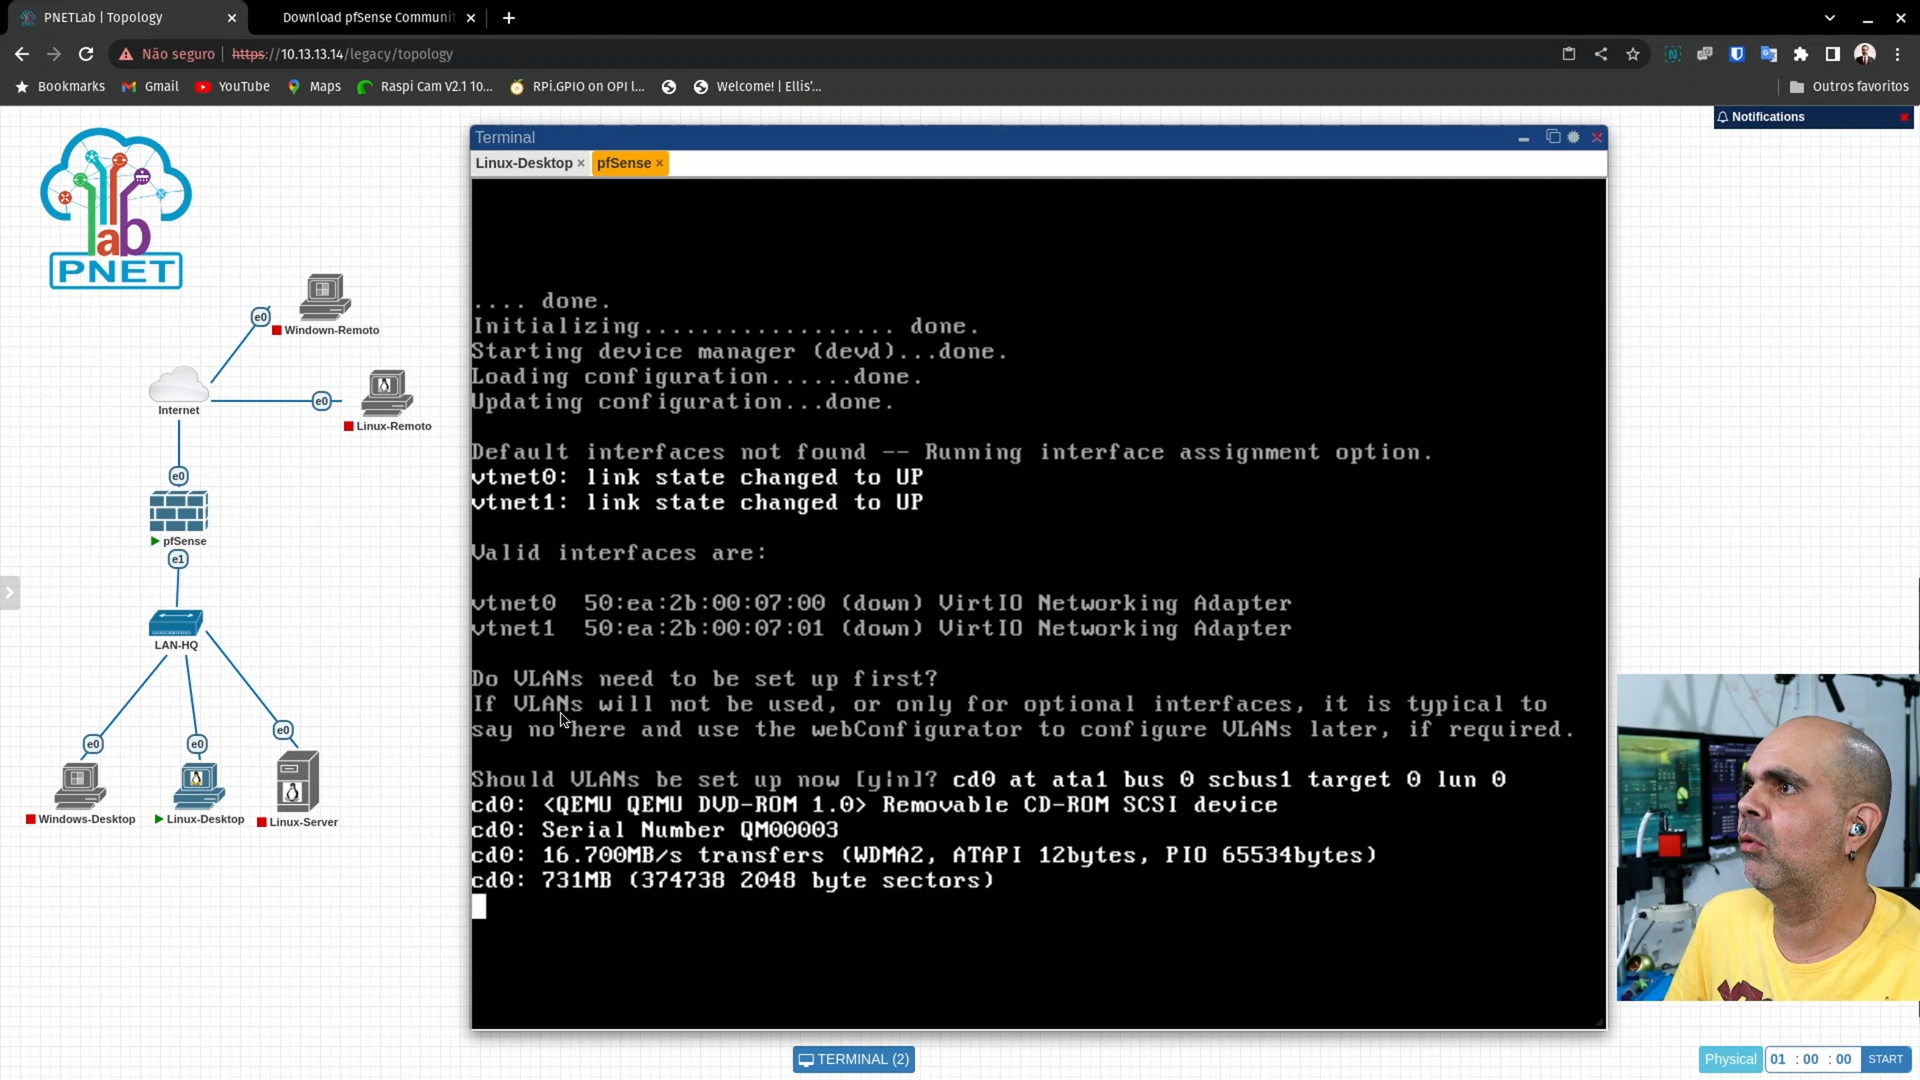 PNETLab | Topology
Download pfSense Communit
Não seguro
https://10.13.13.14/legacy/topology
Bookmarks
Gmail
YouTube
Maps
Raspi Cam V2.1 10...
RPi.GPIO on OPI I...
Welcome! | Ellis'...
Outros favoritos
Notifications
lab
PNET
e0
Windown-Remoto
Internet
e0
Linux-Remoto
e0
pfSense
e1
LAN-HQ
e0
e0
e0
Windows-Desktop
Linux-Desktop
Linux-Server
Terminal
Linux-Desktop
pfSense
.... done.
Initializing.................. done.
Starting device manager (devd)...done.
Loading configuration......done.
Updating configuration...done.
Default interfaces not found -- Running interface assignment option.
vtnet0: link state changed to UP
vtnet1: link state changed to UP
Valid interfaces are:
vtnet0 50:ea:2b:00:07:00 (down) VirtIO Networking Adapter
vtnet1 50:ea:2b:00:07:01 (down) VirtIO Networking Adapter
Do VLANs need to be set up first?
If VLANs will not be used, or only for optional interfaces, it is typical to
say no here and use the webConfigurator to configure VLANs later, if required.
Should VLANs be set up now [y|n]? cd0 at ata1 bus 0 scbus1 target 0 lun 0
cd0: <QEMU QEMU DVD-ROM 1.0> Removable CD-ROM SCSI device
cd0: Serial Number QM00003
cd0: 16.700MB/s transfers (WDMA2, ATAPI 12bytes, PIO 65534bytes)
cd0: 731MB (374738 2048 byte sectors)
TERMINAL (2)
Physical
01 : 00 : 00
START